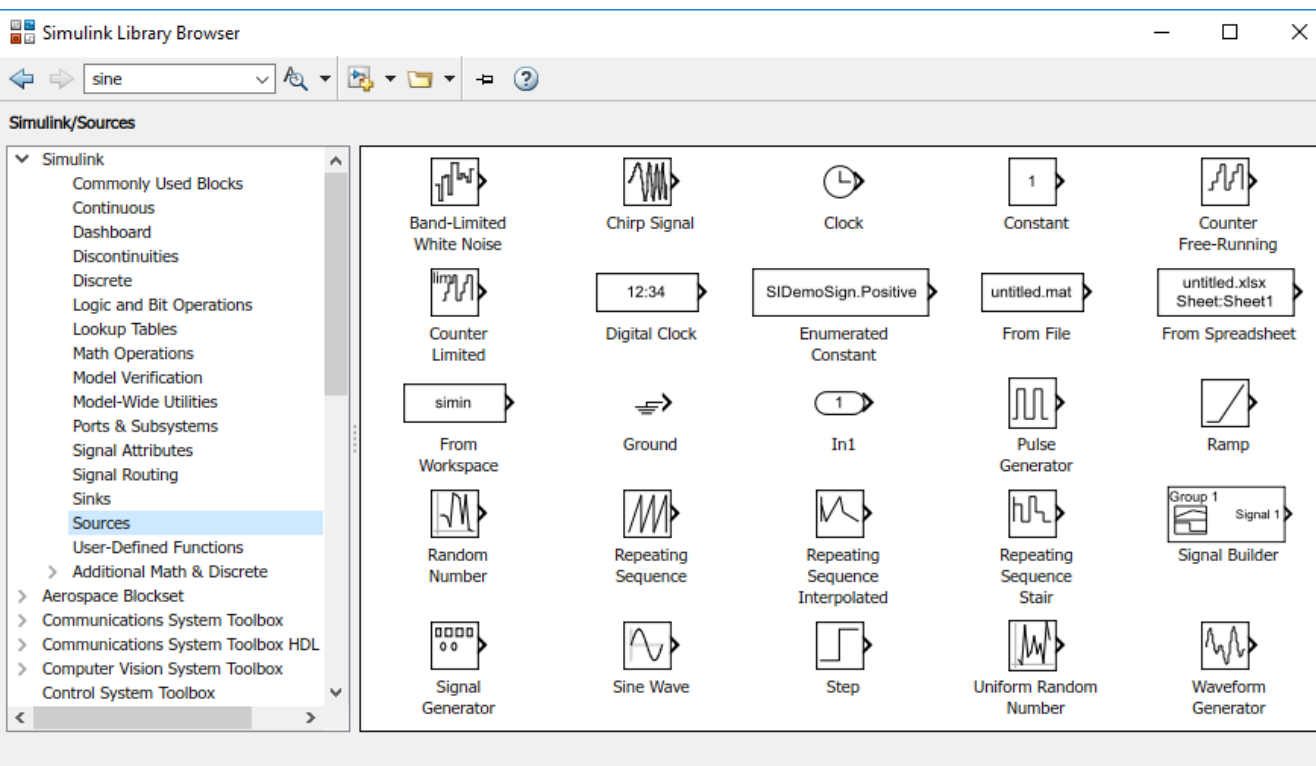 Simulink Library Browser
sine
Simulink/Sources
Simulink
Commonly Used Blocks
Continuous
Dashboard
Discontinuities
Discrete
Logic and Bit Operations
Lookup Tables
Math Operations
Model Verification
Model-Wide Utilities
Ports & Subsystems
Signal Attributes
Signal Routing
Sinks
Sources
User-Defined Functions
Additional Math & Discrete
Aerospace Blockset
Communications System Toolbox
Communications System Toolbox HDL
Computer Vision System Toolbox
Control System Toolbox
Band-Limited
White Noise
Chirp Signal
Clock
1
Constant
Counter
Free-Running
lim
Counter
Limited
12:34
Digital Clock
SIDemoSign.Positive
Enumerated
Constant
untitled.mat
From File
untitled.xlsx
Sheet:Sheet1
From Spreadsheet
simin
From
Workspace
Ground
1
In1
Pulse
Generator
Ramp
Random
Number
Repeating
Sequence
Repeating
Sequence
Interpolated
Repeating
Sequence
Stair
Group 1
Signal 1
Signal Builder
Signal
Generator
Sine Wave
Step
Uniform Random
Number
Waveform
Generator